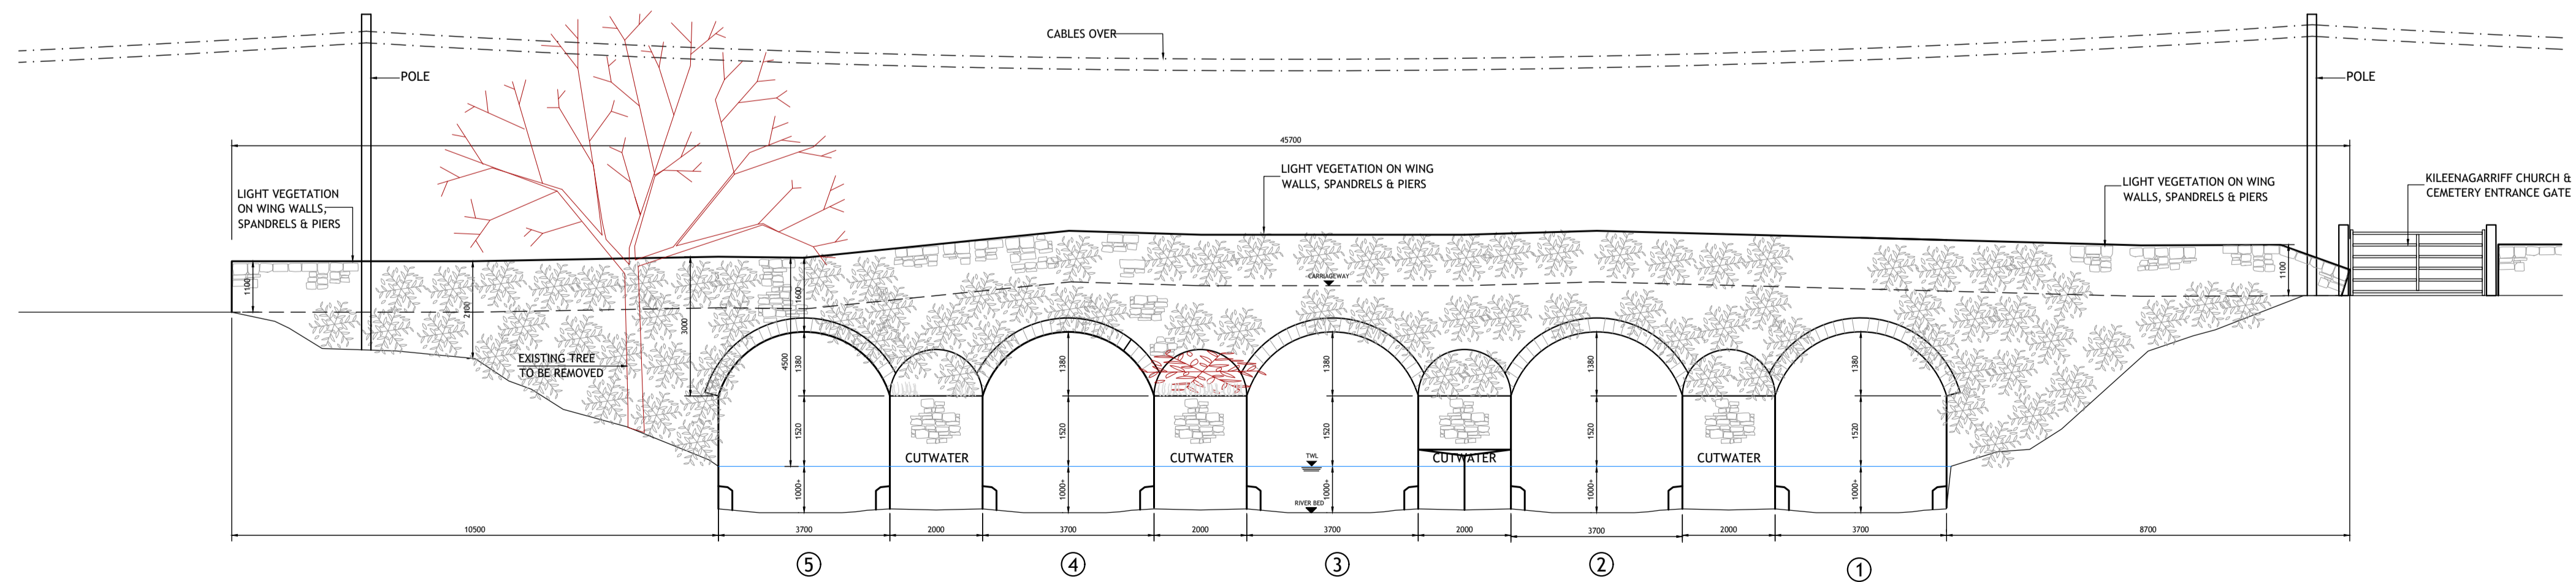 CABLES OVER
POLE
POLE
45700
LIGHT VEGETATION ON WING
WALLS, SPANDRELS & PIERS
KILEENAGARRIFF CHURCH &
CEMETERY ENTRANCE GATE
LIGHT VEGETATION ON WING
WALLS, SPANDRELS & PIERS
LIGHT VEGETATION
ON WING WALLS,
SPANDRELS & PIERS
CARRIAGEWAY
1100
2100
3000
4500
1600
1100
EXISTING TREE
TO BE REMOVED
1380
1380
1380
1380
1380
1520
1520
1520
1520
1520
CUTWATER
CUTWATER
TWL
CUTWATER
CUTWATER
1000+
1000+
1000+
1000+
1000+
RIVER BED
10500
3700
2000
3700
2000
3700
2000
3700
2000
3700
8700
5
4
3
2
1